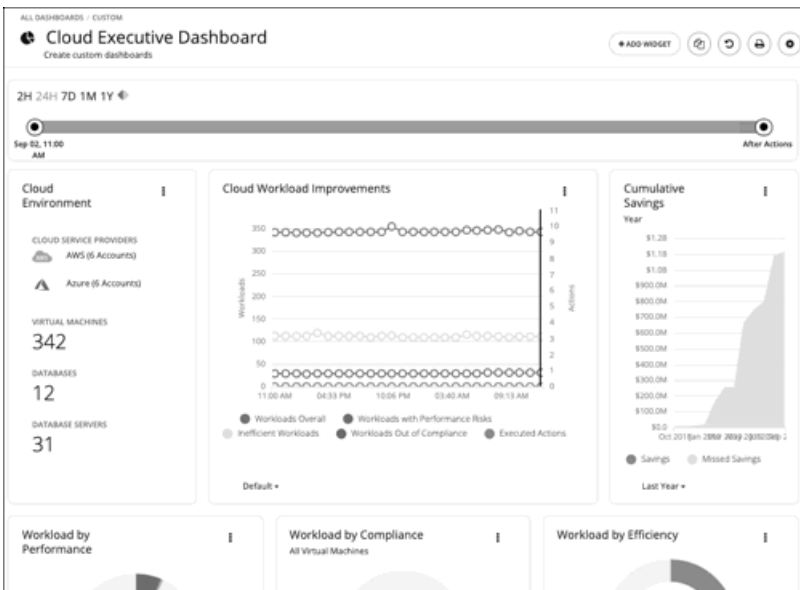 ALL DASHBOARDS / CUSTOM
Cloud Executive Dashboard
Create custom dashboards
+ ADD WIDGET
2H 24H 7D 1M 1Y
Sep 02, 11:00
AM
After Actions
Cloud
Environment
CLOUD SERVICE PROVIDERS
AWS (6 Accounts)
Azure (6 Accounts)
VIRTUAL MACHINES
342
DATABASES
12
DATABASE SERVERS
31
Cloud Workload Improvements
Workloads
350
300
250
200
150
100
50
0
11
10
9
8
7
6
5
4
3
2
1
0
Actions
11:00 AM 04:33 PM 10:06 PM 03:40 AM 09:13 AM
Workloads Overall Workloads with Performance Risks
Inefficient Workloads Workloads Out of Compliance Executed Actions
Default
Cumulative
Savings
Year
$1.2B
$1.1B
$1.0B
$900.0M
$800.0M
$700.0M
$600.0M
$500.0M
$400.0M
$300.0M
$200.0M
$100.0M
$0.0
Savings Missed Savings
Last Year
Workload by
Performance
Workload by Compliance
All Virtual Machines
Workload by Efficiency